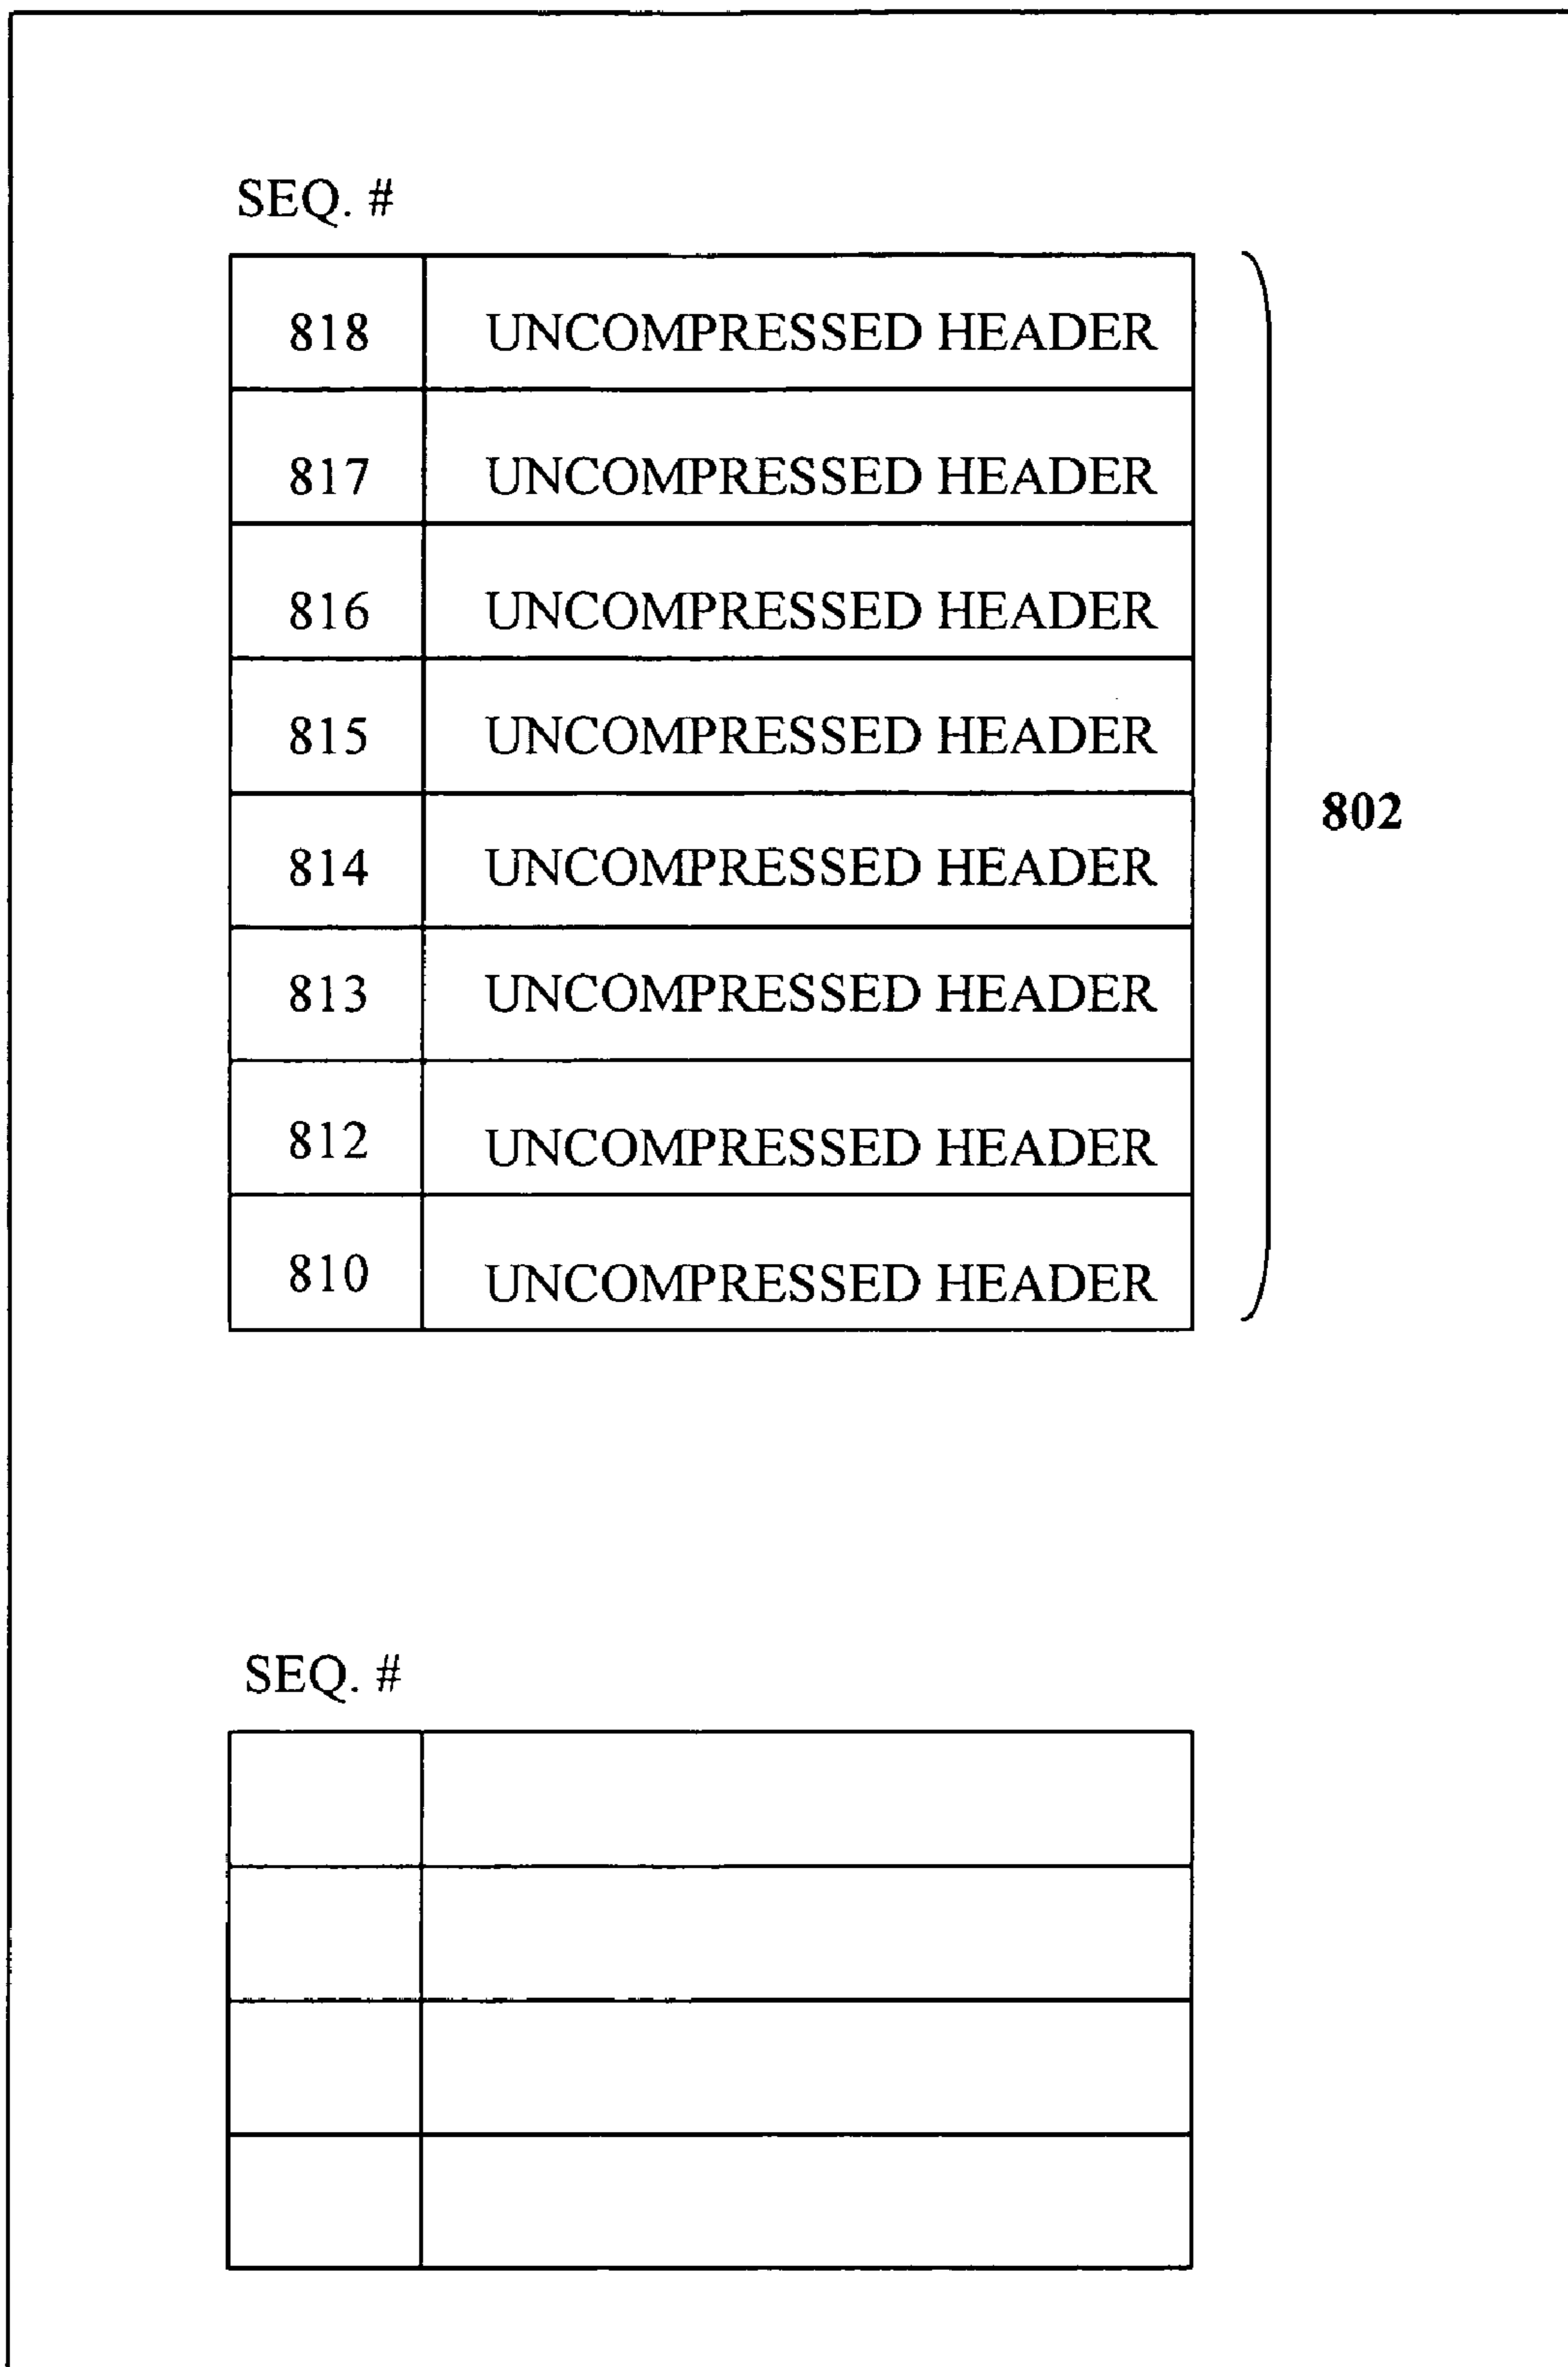 SEQ. #
818 UNCOMPRESSED HEADER
817 UNCOMPRESSED HEADER
816 UNCOMPRESSED HEADER
815 UNCOMPRESSED HEADER
802
814 UNCOMPRESSED HEADER
813 UNCOMPRESSED HEADER
812 UNCOMPRESSED HEADER
810 UNCOMPRESSED HEADER
SEQ. #